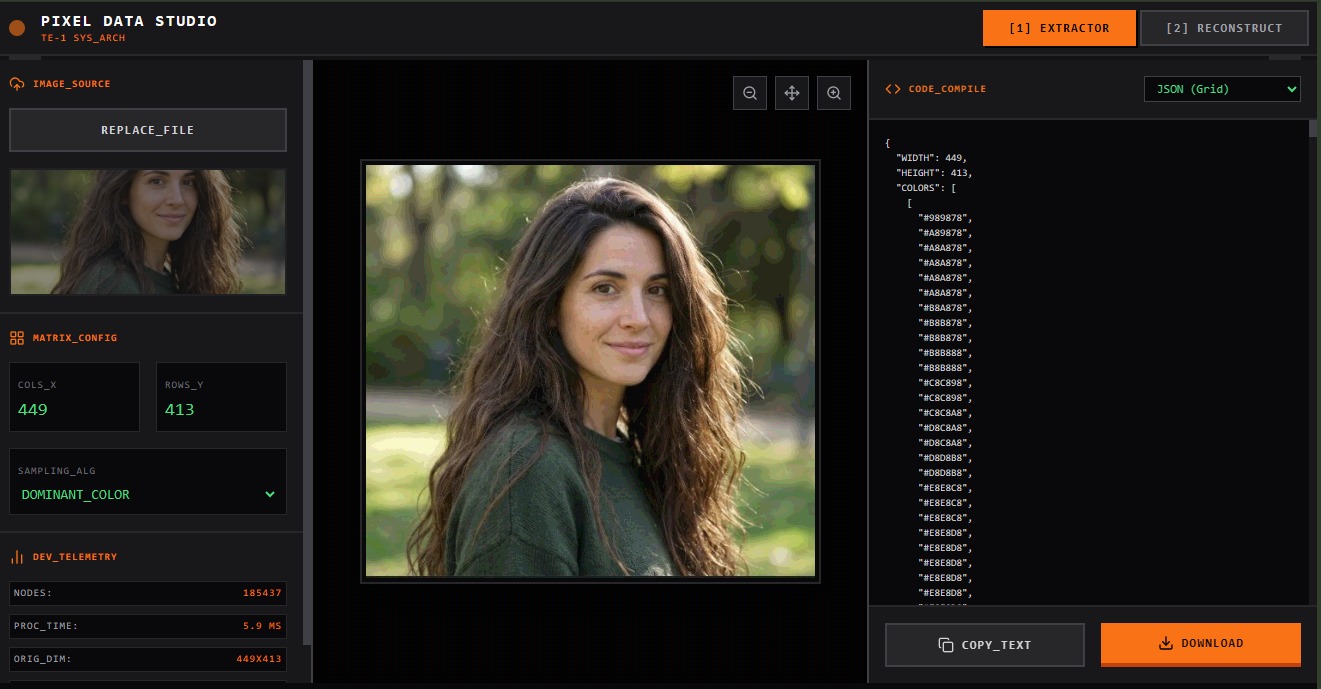 PIXEL DATA STUDIO
TE-1 SYS_ARCH
[1] EXTRACTOR
[2] RECONSTRUCT
IMAGE_SOURCE
REPLACE_FILE
MATRIX_CONFIG
COLS_X
449
ROWS_Y
413
SAMPLING_ALG
DOMINANT_COLOR
DEV_TELEMETRY
NODES: 185437
PROC_TIME: 5.9 MS
ORIG_DIM: 449X413
CODE_COMPILE
JSON (Grid)
{
"WIDTH": 449,
"HEIGHT": 413,
"COLORS": [
[
"#989878",
"#A89878",
"#A8A878",
"#A8A878",
"#A8A878",
"#A8A878",
"#B8A878",
"#B8B878",
"#B8B878",
"#B8B888",
"#B8B888",
"#C8C898",
"#C8C898",
"#C8C8A8",
"#D8C8A8",
"#D8C8A8",
"#D8D8B8",
"#D8D8B8",
"#E8E8C8",
"#E8E8C8",
"#E8E8C8",
"#E8E8D8",
"#E8E8D8",
"#E8E8D8",
"#E8E8D8",
"#E8E8D8",
COPY_TEXT
DOWNLOAD